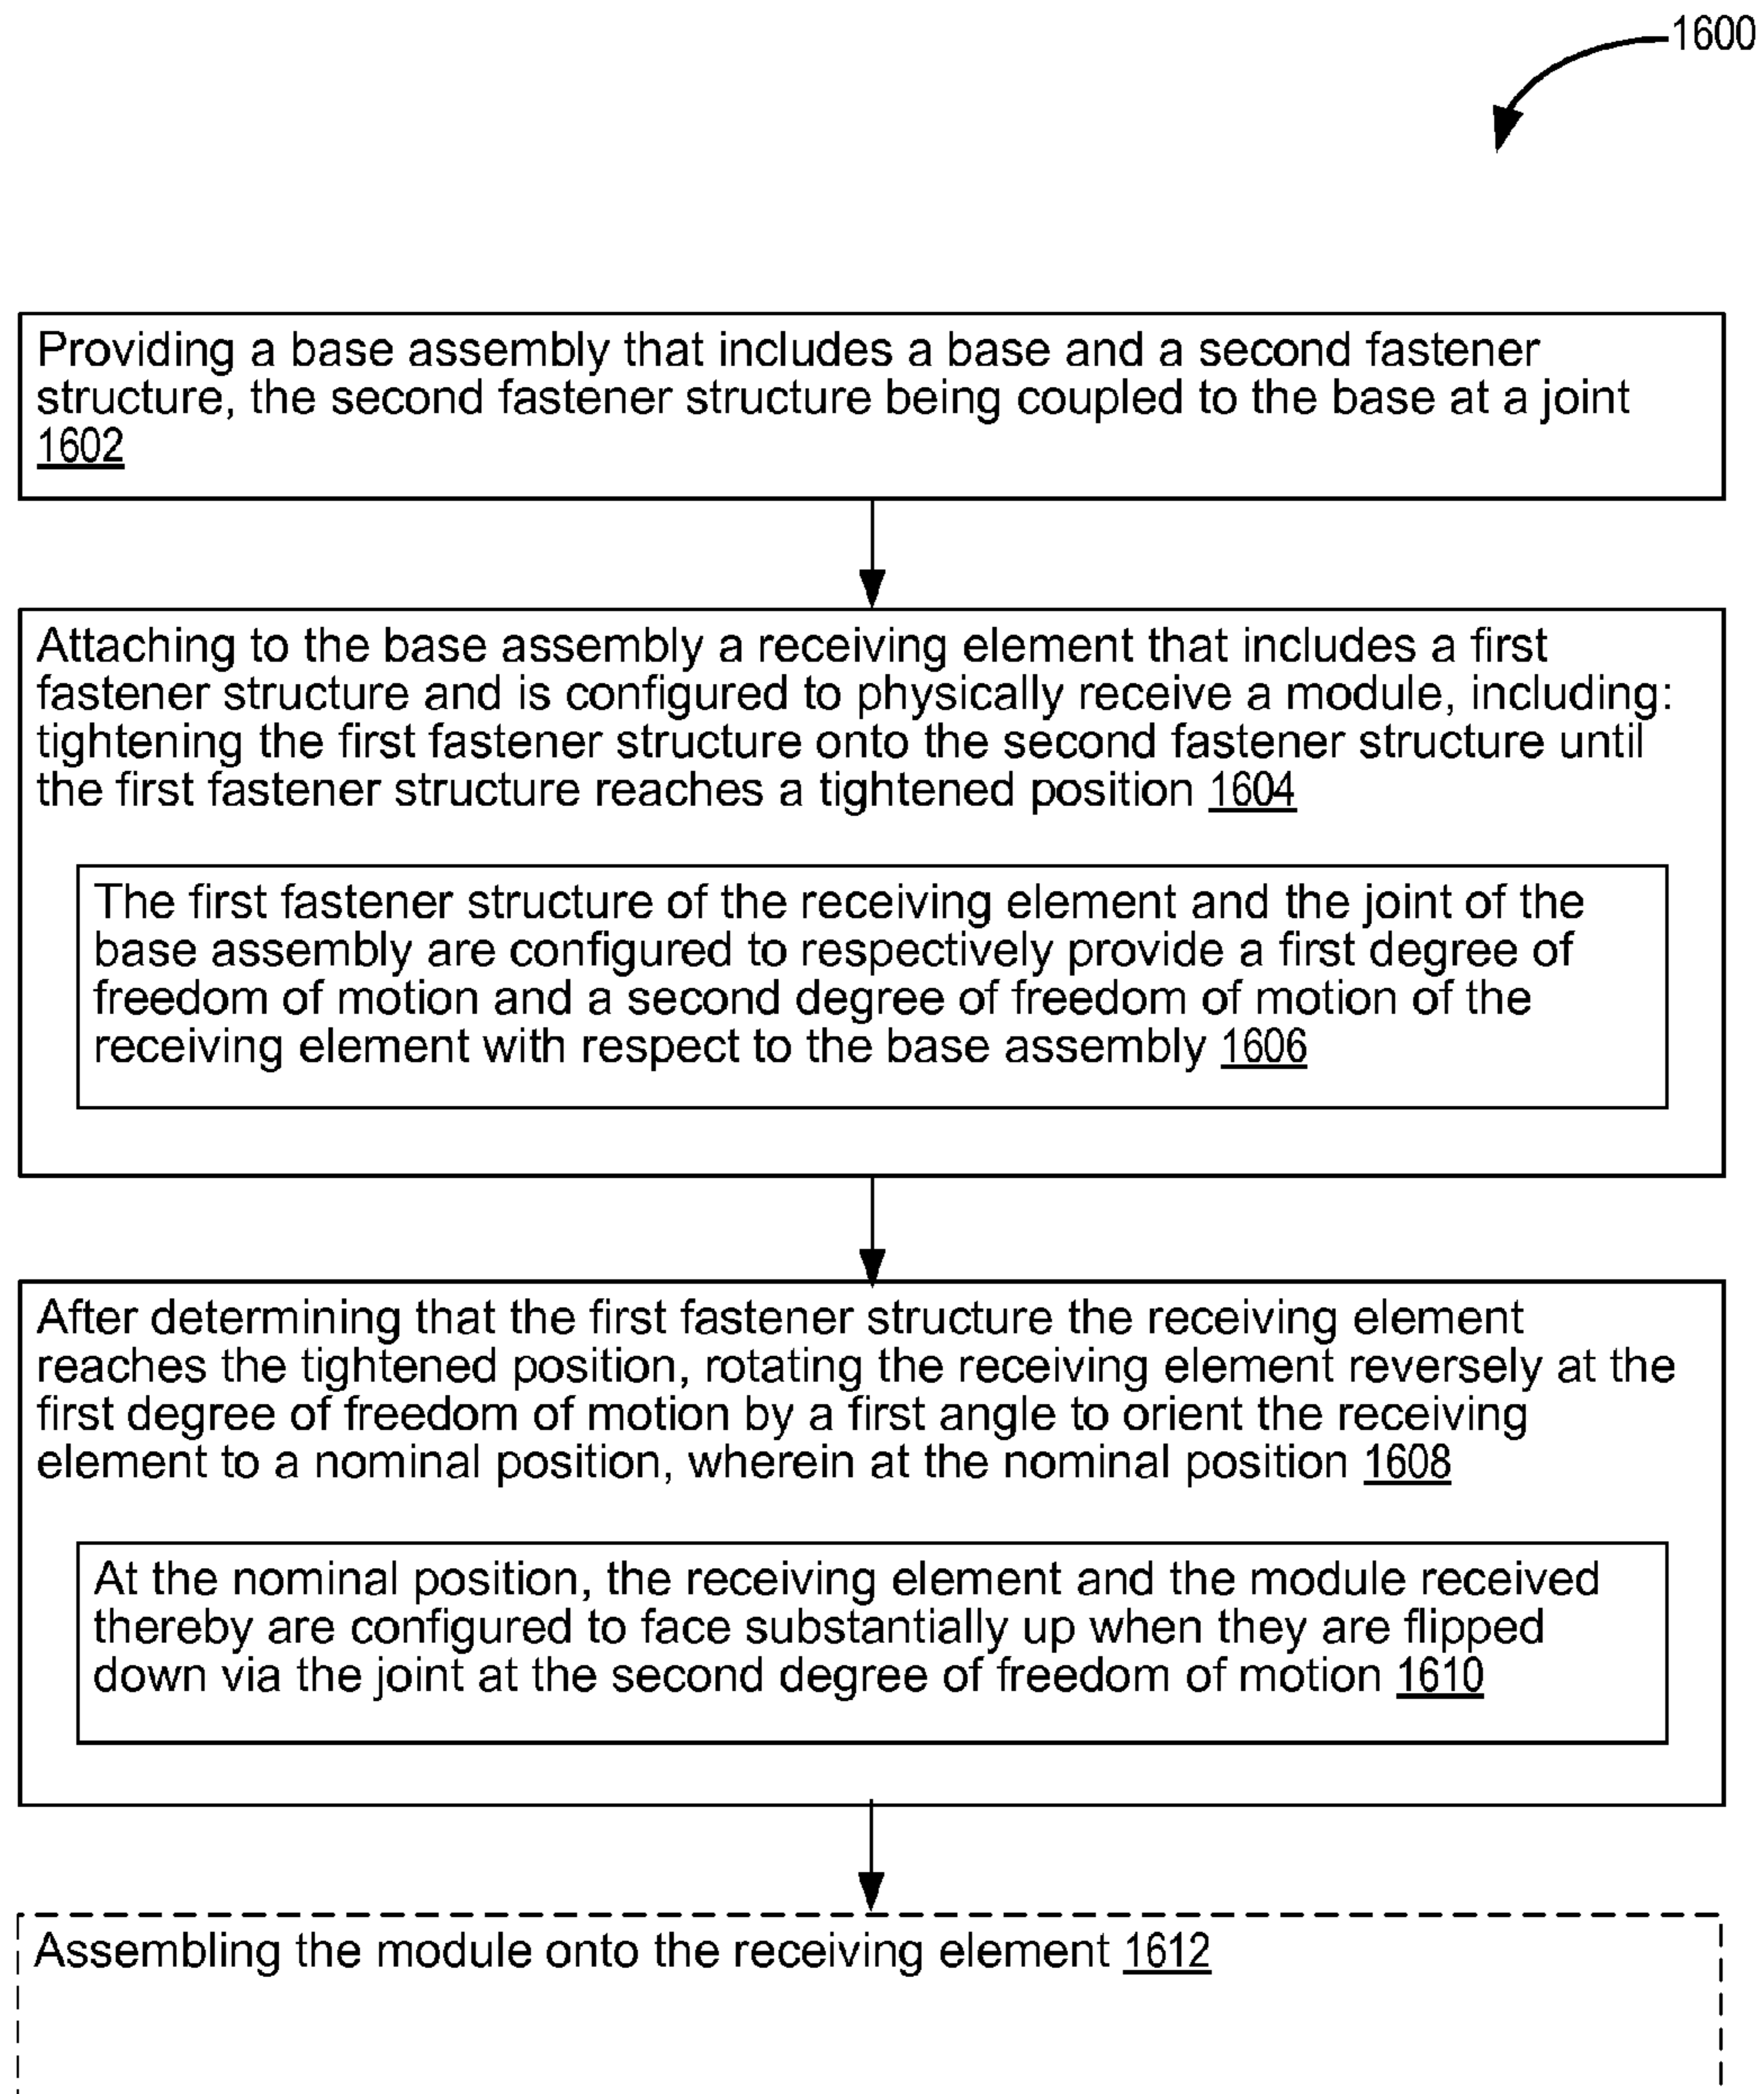 1600
Providing a base assembly that includes a base and a second fastener
structure, the second fastener structure being coupled to the base at a joint
1602
Attaching to the base assembly a receiving element that includes a first
fastener structure and is configured to physically receive a module, including:
tightening the first fastener structure onto the second fastener structure until
the first fastener structure reaches a tightened position 1604
The first fastener structure of the receiving element and the joint of the
base assembly are configured to respectively provide a first degree of
freedom of motion and a second degree of freedom of motion of the
receiving element with respect to the base assembly 1606
After determining that the first fastener structure the receiving element
reaches the tightened position, rotating the receiving element reversely at the
first degree of freedom of motion by a first angle to orient the receiving
element to a nominal position, wherein at the nominal position 1608
At the nominal position, the receiving element and the module received
thereby are configured to face substantially up when they are flipped
down via the joint at the second degree of freedom of motion 1610
Assembling the module onto the receiving element 1612